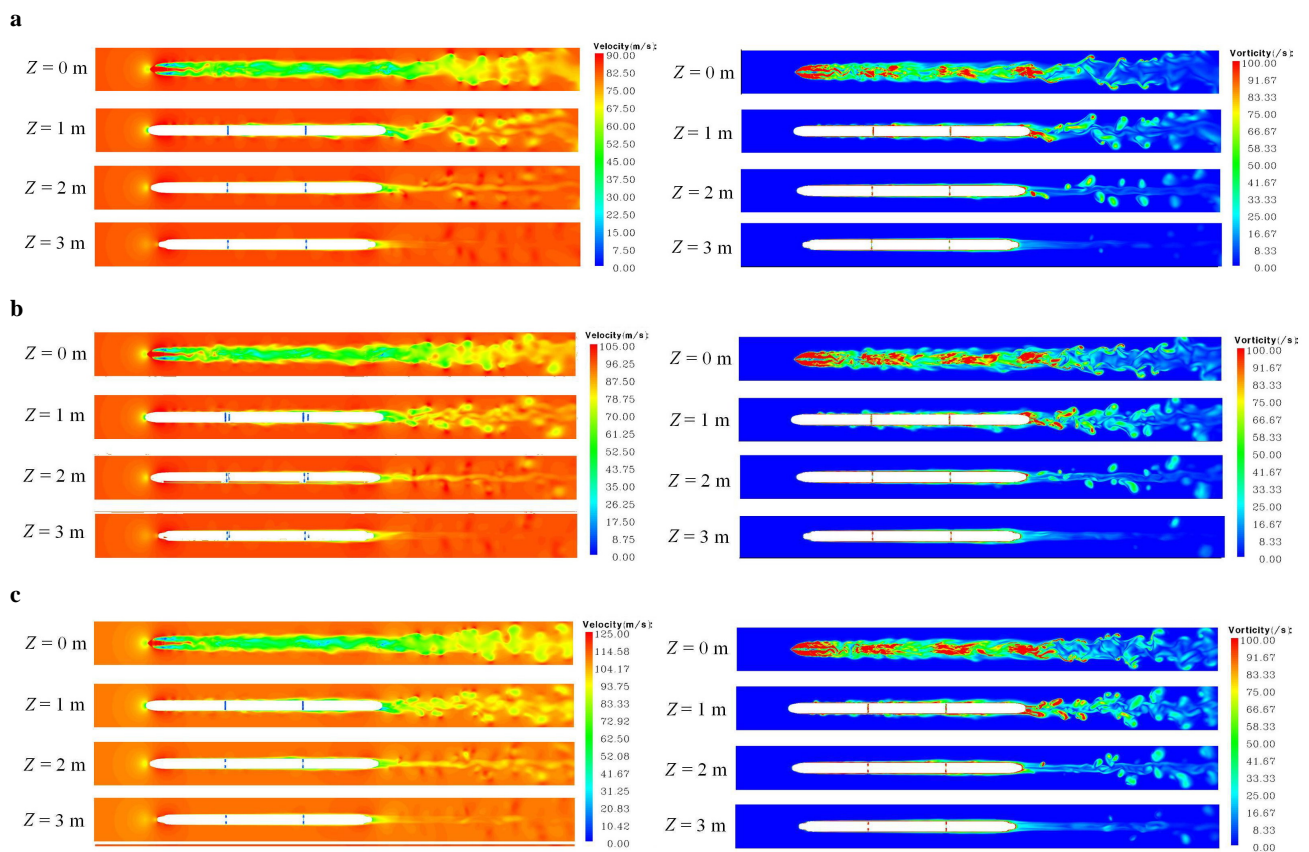 a
Velocity(m/s):
90.00
82.50
75.00
67.50
60.00
52.50
45.00
37.50
30.00
22.50
15.00
7.50
0.00
Z = 0 m
Z = 1 m
Z = 2 m
Z = 3 m
Vorticity(/s):
100.00
91.67
83.33
75.00
66.67
58.33
50.00
41.67
33.33
25.00
16.67
8.33
0.00
Z = 0 m
Z = 1 m
Z = 2 m
Z = 3 m
b
Velocity(m/s):
105.00
96.25
87.50
78.75
70.00
61.25
52.50
43.75
35.00
26.25
17.50
8.75
0.00
Z = 0 m
Z = 1 m
Z = 2 m
Z = 3 m
Vorticity(/s):
100.00
91.67
83.33
75.00
66.67
58.33
50.00
41.67
33.33
25.00
16.67
8.33
0.00
Z = 0 m
Z = 1 m
Z = 2 m
Z = 3 m
c
Velocity(m/s):
125.00
114.58
104.17
93.75
83.33
72.92
62.50
52.08
41.67
31.25
20.83
10.42
0.00
Z = 0 m
Z = 1 m
Z = 2 m
Z = 3 m
Vorticity(/s):
100.00
91.67
83.33
75.00
66.67
58.33
50.00
41.67
33.33
25.00
16.67
8.33
0.00
Z = 0 m
Z = 1 m
Z = 2 m
Z = 3 m